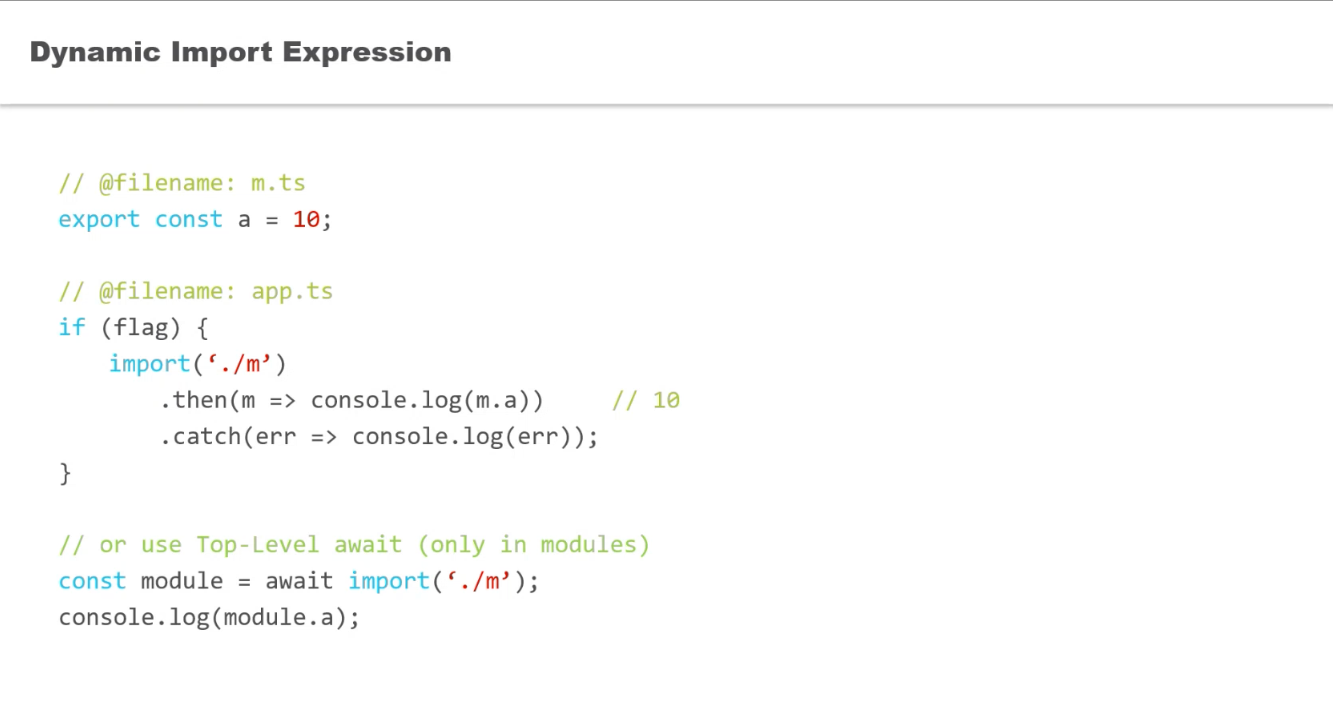 Dynamic Import Expression
// @filename: m.ts
export const a = 10;
// @filename: app.ts
if (flag) {
import(‘./m’)
.then(m => console.log(m.a)) // 10
.catch(err => console.log(err));
}
// or use Top-Level await (only in modules)
const module = await import(‘./m’);
console.log(module.a);